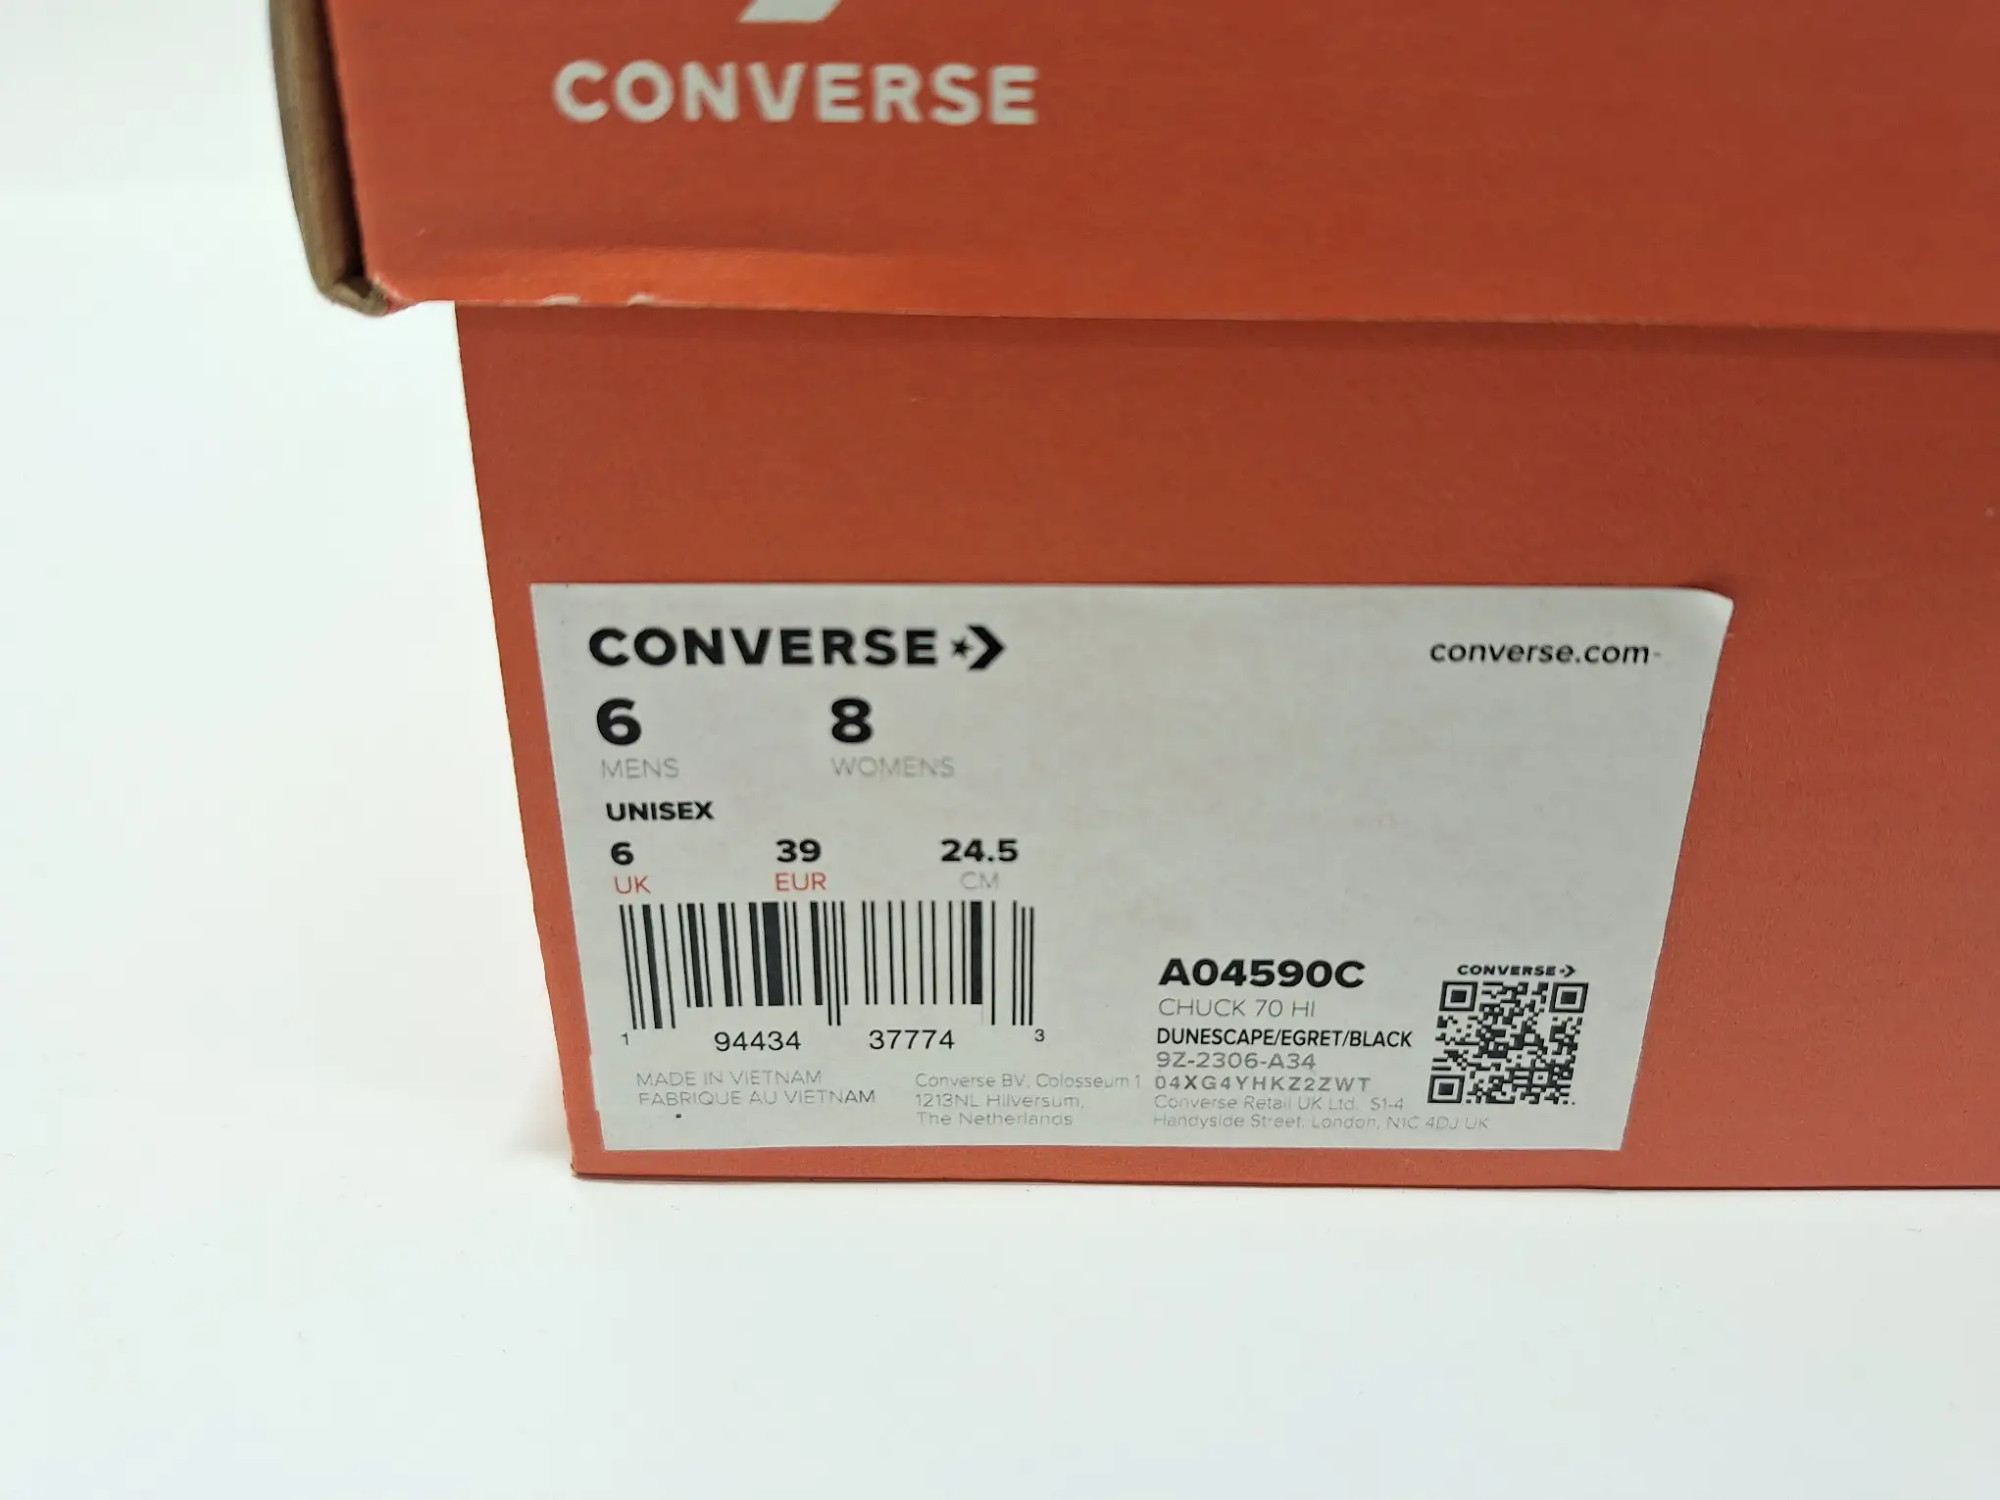 CONVERSE
CONVERSE
converse.com
6 8
MENS WOMENS
UNISEX
6 39 24.5
UK EUR CM
1 94434 37774 3
MADE IN VIETNAM
FABRIQUE AU VIETNAM
Converse BV, Colosseum 1
1213NL Hilversum,
The Netherlands
A04590C
CHUCK 70 HI
DUNESCAPE/EGRET/BLACK
9Z-2306-A34
04XG4YHKZ2ZWT
Converse Retail UK Ltd. S1-4
Handyside Street, London, N1C 4DJ UK
CONVERSE